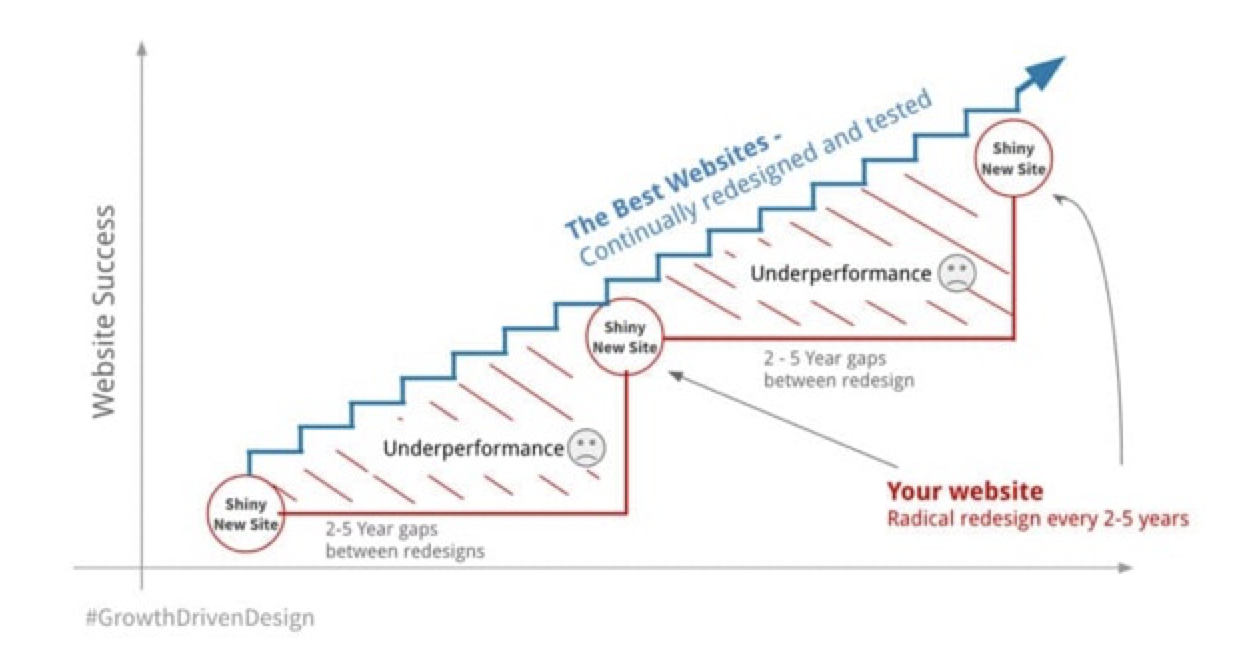 The Best Websites -
Continually redesigned and tested
Website Success
Shiny
New Site
Underperformance
2 - 5 Year gaps
between redesign
Shiny
New Site
Underperformance
Shiny
New Site
2-5 Year gaps
between redesigns
Your website
Radical redesign every 2-5 years
#GrowthDrivenDesign